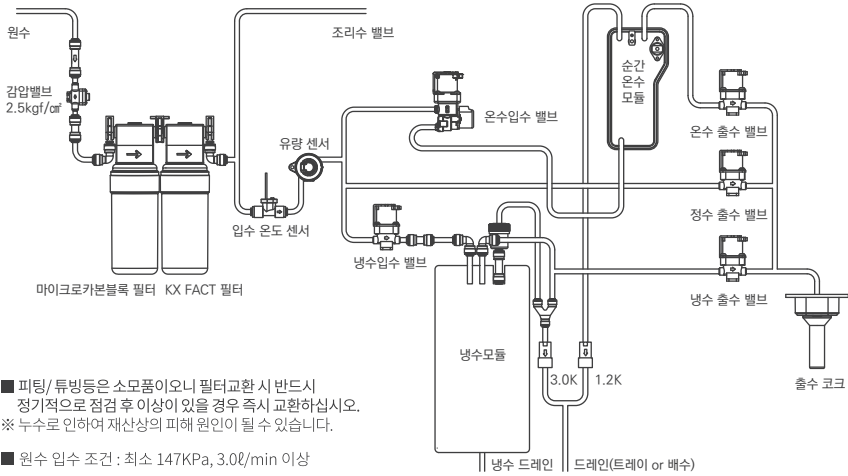 원수
조리수 밸브
감압밸브
2.5kgf/㎠
순간
온수
모듈
온수입수 밸브
온수 출수 밸브
유량 센서
입수 온도 센서
정수 출수 밸브
냉수입수 밸브
마이크로카본블록 필터 KX FACT 필터
냉수 출수 밸브
냉수모듈
3.0K 1.2K
출수 코크
■ 피팅/ 튜빙등은 소모품이오니 필터교환 시 반드시
정기적으로 점검 후 이상이 있을 경우 즉시 교환하십시오.
※ 누수로 인하여 재산상의 피해 원인이 될 수 있습니다.
■ 원수 입수 조건 : 최소 147KPa, 3.0ℓ/min 이상
냉수 드레인 드레인(트레이 or 배수)